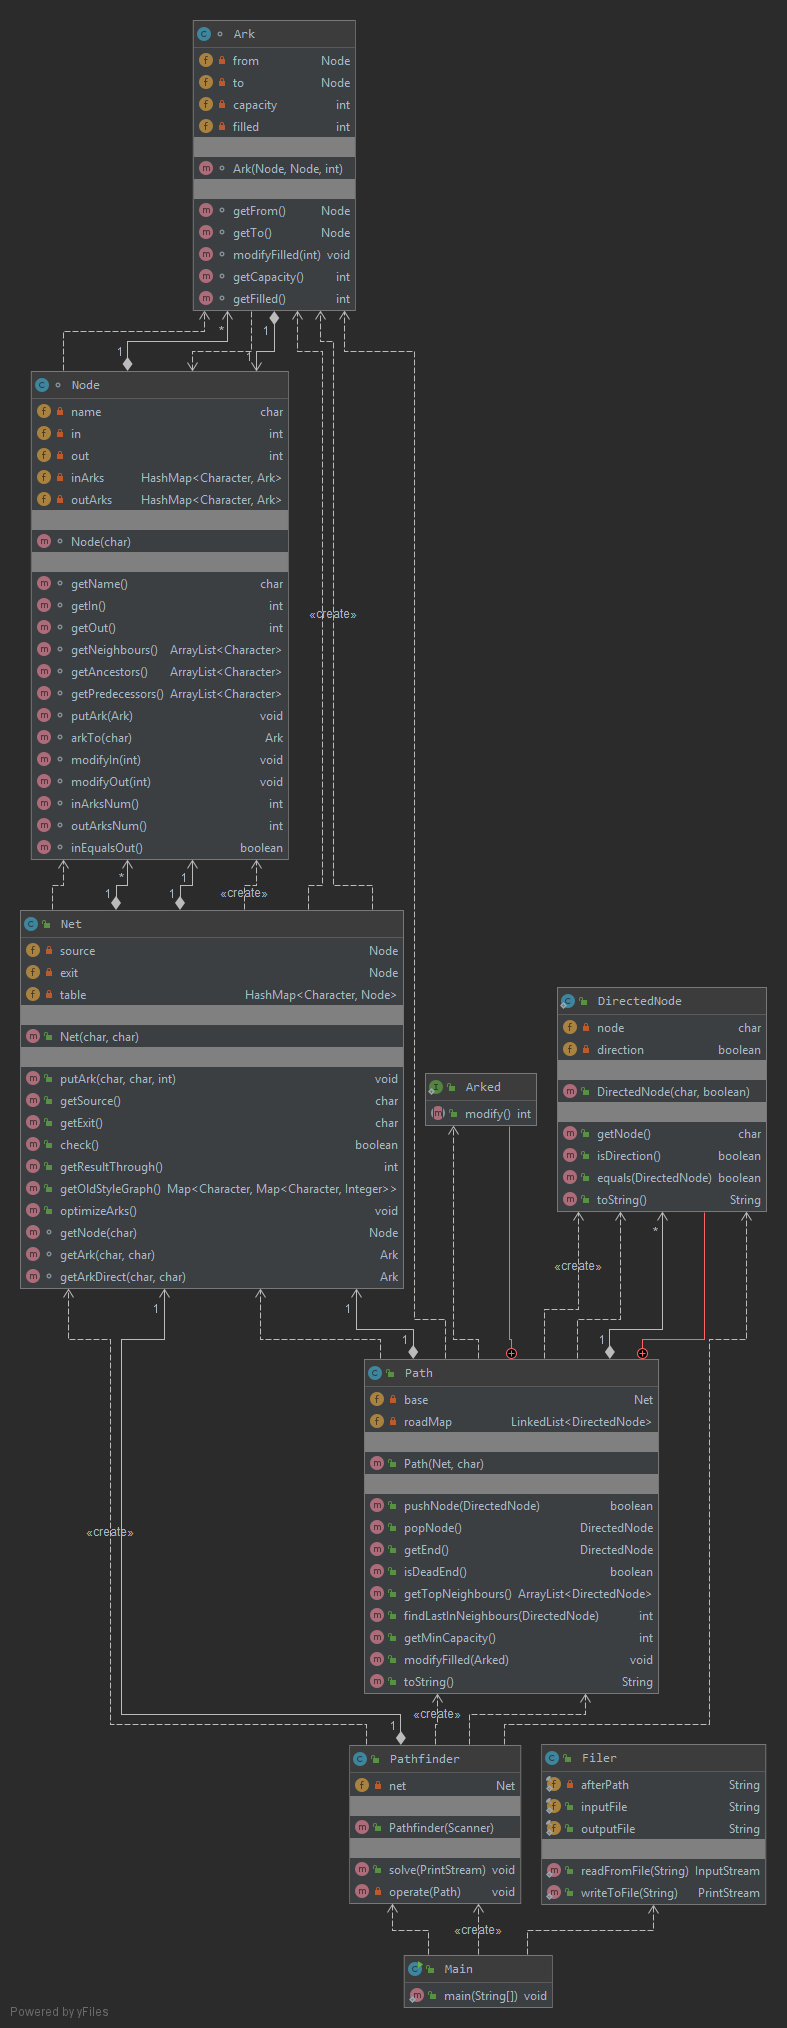 Ark
from Node
to Node
capacity int
filled int
Ark(Node, Node, int)
getFrom() Node
getTo() Node
modifyFilled(int) void
getCapacity() int
getFilled() int
1
*
1
1
Node
name char
in int
out int
inArks HashMap<Character, Ark>
outArks HashMap<Character, Ark>
Node(char)
getName() char
getIn() int
getOut() int
getNeighbours() ArrayList<Character>
getAncestors() ArrayList<Character>
getPredecessors() ArrayList<Character>
putArk(Ark) void
arkTo(char) Ark
modifyIn(int) void
modifyOut(int) void
inArksNum() int
outArksNum() int
inEqualsOut() boolean
«create»
1
*
1
1
«create»
Net
source Node
exit Node
table HashMap<Character, Node>
Net(char, char)
putArk(char, char, int) void
getSource() char
getExit() char
check() boolean
getResultThrough() int
getOldStyleGraph() Map<Character, Map<Character, Integer>>
optimizeArks() void
getNode(char) Node
getArk(char, char) Ark
getArkDirect(char, char) Ark
Arked
modify() int
DirectedNode
node char
direction boolean
DirectedNode(char, boolean)
getNode() char
isDirection() boolean
equals(DirectedNode) boolean
toString() String
«create»
1
1
1
1
*
Path
base Net
roadMap LinkedList<DirectedNode>
Path(Net, char)
pushNode(DirectedNode) boolean
popNode() DirectedNode
getEnd() DirectedNode
isDeadEnd() boolean
getTopNeighbours() ArrayList<DirectedNode>
findLastInNeighbours(DirectedNode) int
getMinCapacity() int
modifyFilled(Arked) void
toString() String
«create»
«create»
1
Pathfinder
net Net
Pathfinder(Scanner)
solve(PrintStream) void
operate(Path) void
Filer
afterPath String
inputFile String
outputFile String
readFromFile(String) InputStream
writeToFile(String) PrintStream
«create»
Main
main(String[]) void
Powered by yFiles